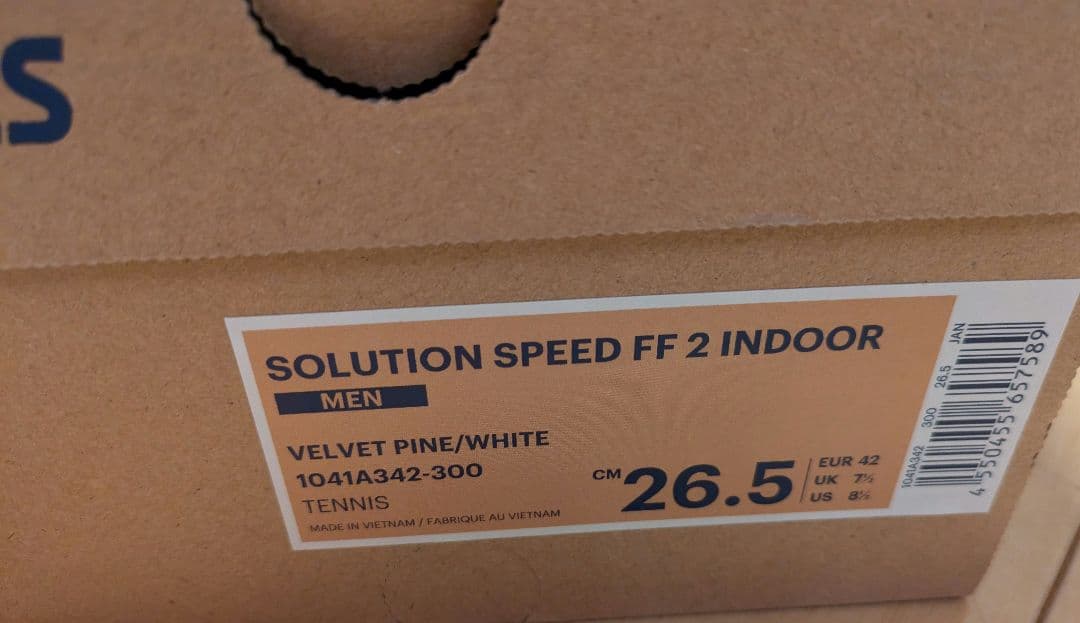 S
SOLUTION SPEED FF 2 INDOOR
MEN
VELVET PINE/WHITE
1041A342-300
TENNIS
MADE IN VIETNAM / FABRIQUE AU VIETNAM
CM 26.5
EUR 42
UK 7½
US 8½
1041A342 300 26.5 JAN
4 550455 657589